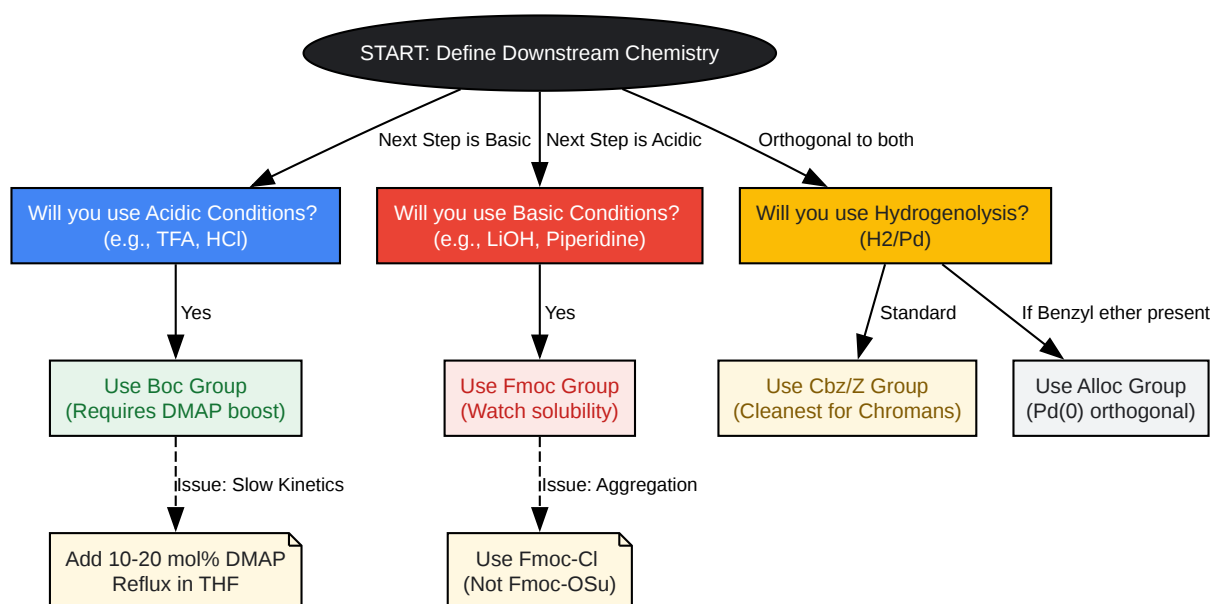 START: Define Downstream Chemistry
Next Step is Basic
Next Step is Acidic
Orthogonal to both
Will you use Acidic Conditions?
(e.g., TFA, HCl)
Will you use Basic Conditions?
(e.g., LiOH, Piperidine)
Will you use Hydrogenolysis?
(H2/Pd)
Yes
Yes
Standard
If Benzyl ether present
Use Boc Group
(Requires DMAP boost)
Use Fmoc Group
(Watch solubility)
Use Cbz/Z Group
(Cleanest for Chromans)
Use Alloc Group
(Pd(0) orthogonal)
Issue: Slow Kinetics
Issue: Aggregation
Add 10-20 mol% DMAP
Reflux in THF
Use Fmoc-Cl
(Not Fmoc-OSu)